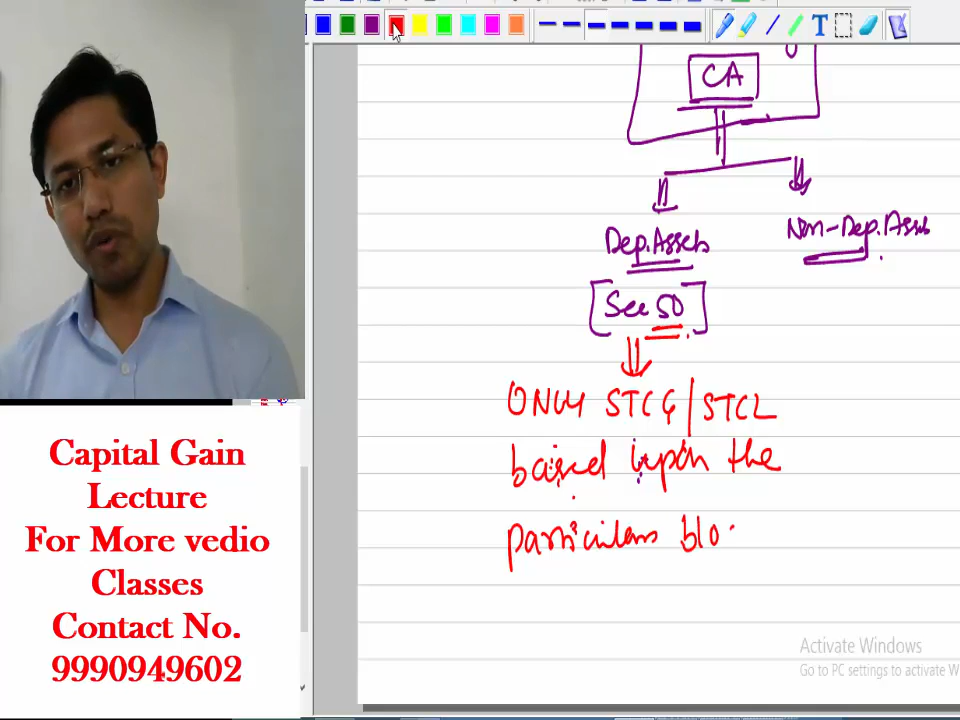 T
CA
Dep.Assets
Non-Dep.Assets
[Sec 50]
ONLY STCG/STCL
based upon the
particulars blo
Capital Gain
Lecture
For More vedio
Classes
Contact No.
9990949602
Activate Windows
Go to PC settings to activate W